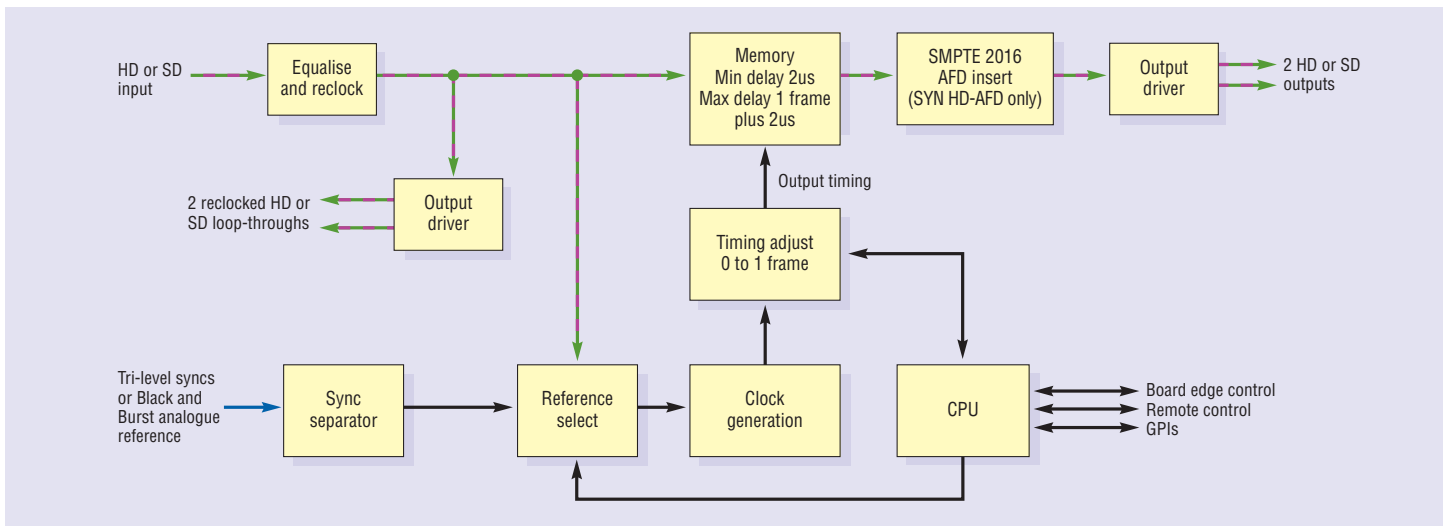 HD or SD
input
Equalise
and reclock
Memory
Min delay 2us
Max delay 1 frame
plus 2us
SMPTE 2016
AFD insert
(SYN HD-AFD only)
Output
driver
2 HD or SD
outputs
2 reclocked HD or
SD loop-throughs
Output
driver
Output timing
Timing adjust
0 to 1 frame
Tri-level syncs
or Black and
Burst analogue
reference
Sync
separator
Reference
select
Clock
generation
CPU
Board edge control
Remote control
GPIs